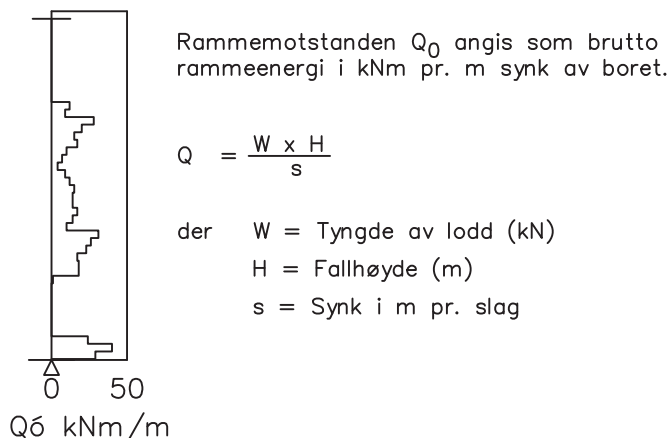 Rammemotstanden Q0 angis som brutto
rammeenergi i kNm pr. m synk av boret.
Q = W x H
s
der W = Tyngde av lodd (kN)
H = Fallhøyde (m)
s = Synk i m pr. slag
0 50
Qó kNm/m